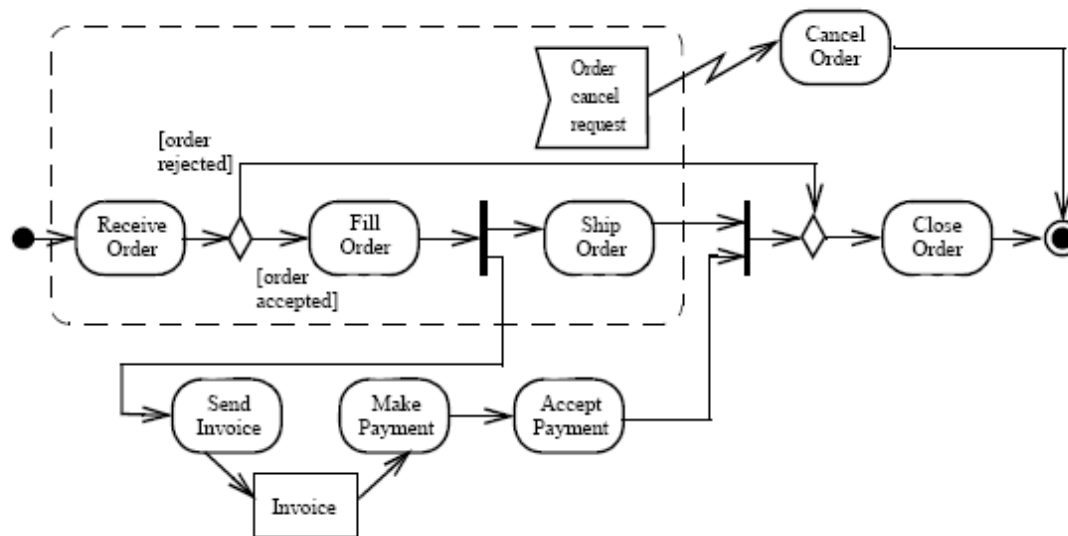 Cancel
Order
Order
cancel
request
[order
rejected]
Receive
Order
Fill
Order
Ship
Order
Close
Order
[order
accepted]
Send
Invoice
Make
Payment
Accept
Payment
Invoice